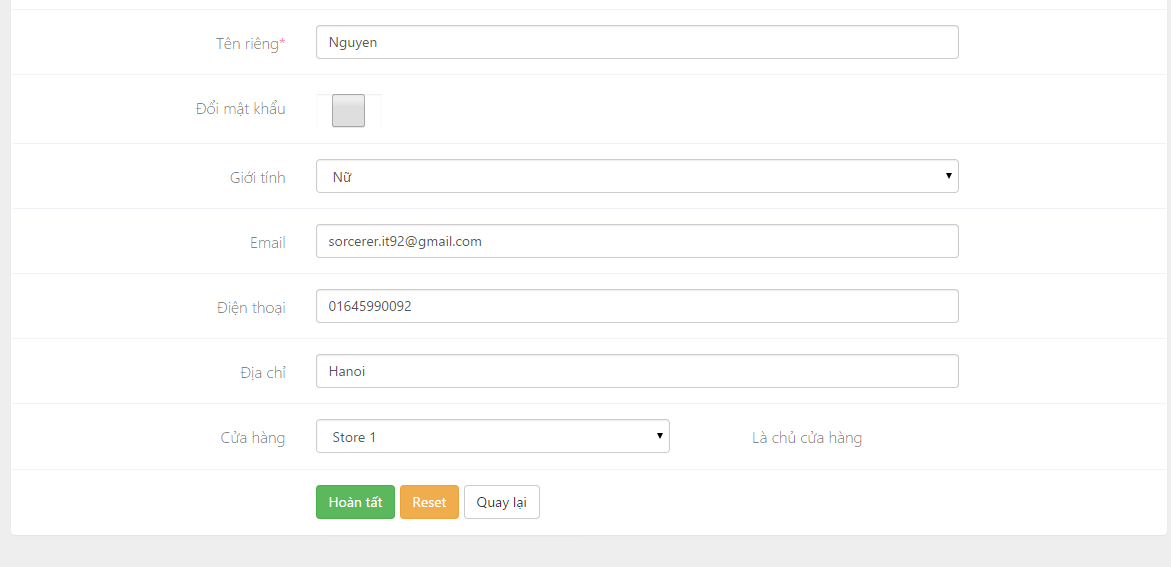 Tên riêng* Nguyen
Đổi mật khẩu
Giới tính Nữ
Email sorcerer.it92@gmail.com
Điện thoại 01645990092
Địa chỉ Hanoi
Cửa hàng Store 1 Là chủ cửa hàng
Hoàn tất Reset Quay lại